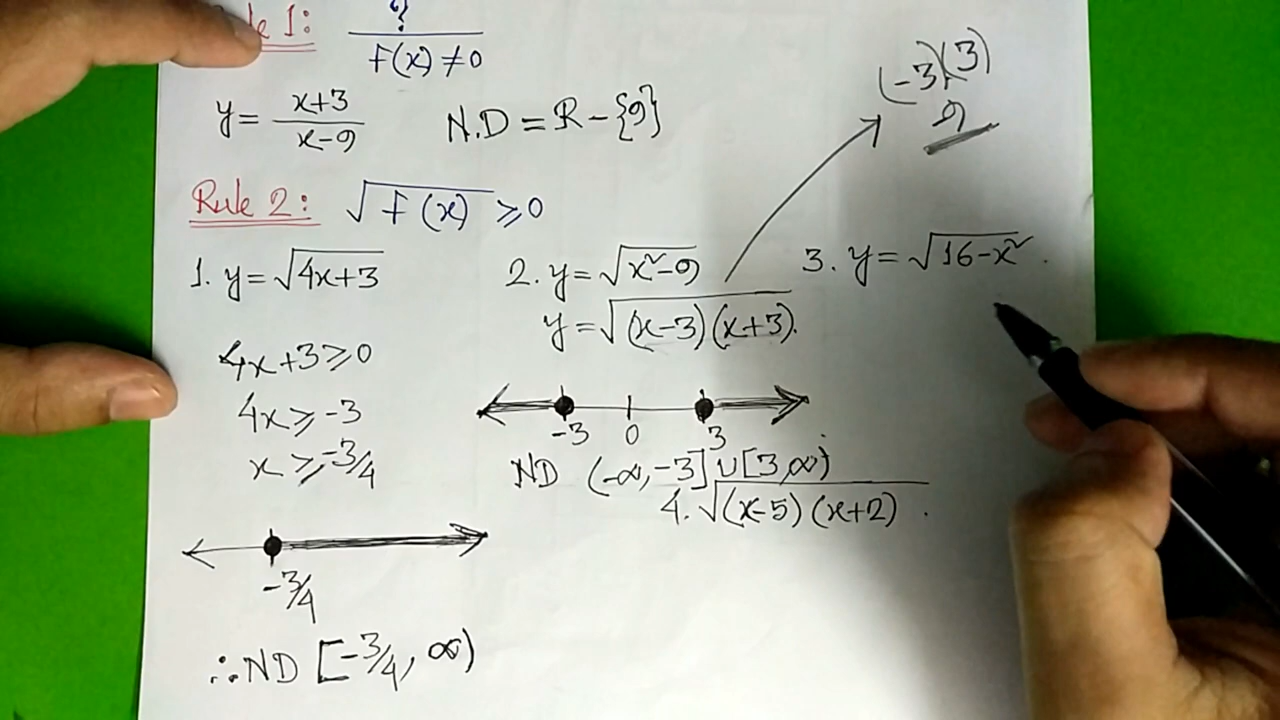 Rule 1: ?/F(x) ≠ 0
(-3)(3)
9
y = (x+3)/(x-9) N.D = R - {9}
Rule 2: √F(x) ≥ 0
1. y = √(4x+3)
4x+3 ≥ 0
4x ≥ -3
x ≥ -3/4
-3/4
∴ ND [-3/4, ∞)
2. y = √(x²-9)
y = √((x-3)(x+3)).
-3 0 3
ND (-∞, -3] ∪ [3, ∞)
3. y = √(16-x²).
4. √((x-5)(x+2)).